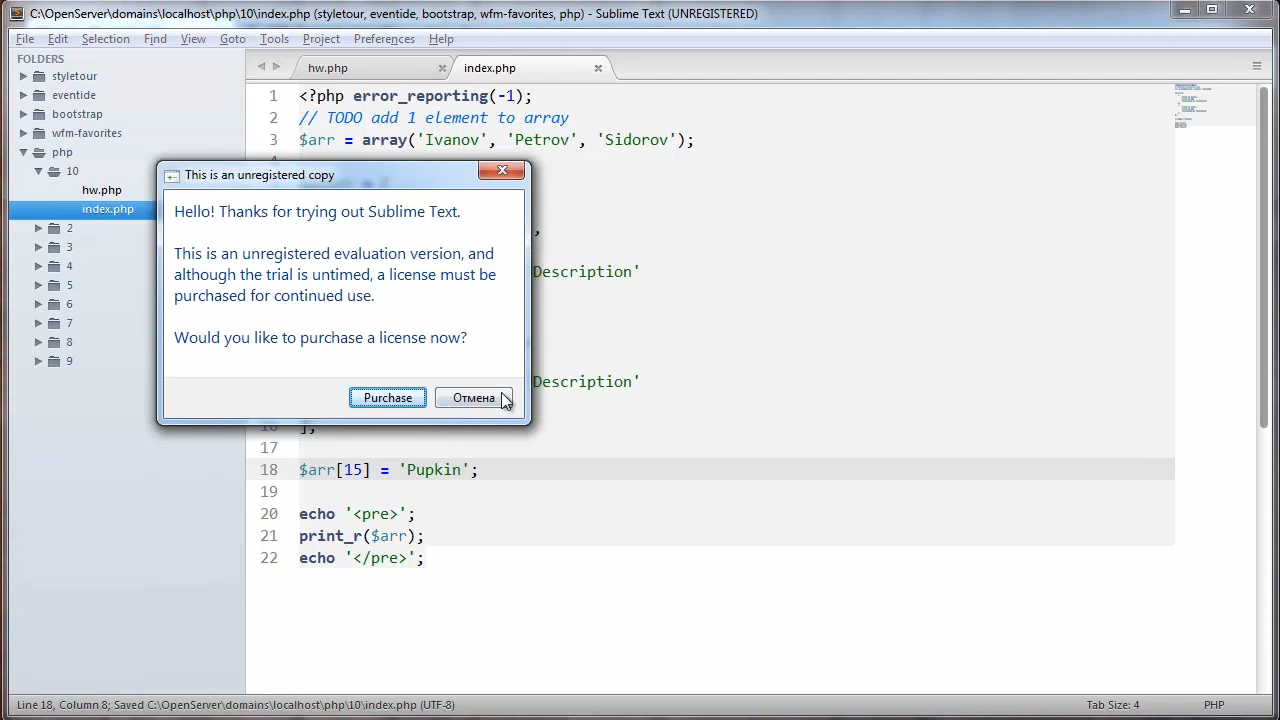 C:\OpenServer\domains\localhost\php\10\index.php (styletour, eventide, bootstrap, wfm-favorites, php) - Sublime Text (UNREGISTERED)
File Edit Selection Find View Goto Tools Project Preferences Help
FOLDERS
styletour
eventide
bootstrap
wfm-favorites
php
10
hw.php
index.php
2
3
4
5
6
7
8
9
hw.php index.php
1 <?php error_reporting(-1);
2 // TODO add 1 element to array
3 $arr = array('Ivanov', 'Petrov', 'Sidorov');
This is an unregistered copy
Hello! Thanks for trying out Sublime Text.
This is an unregistered evaluation version, and
although the trial is untimed, a license must be
purchased for continued use.
Would you like to purchase a license now?
Purchase Отмена
,
Description'
Description'
16 ];
17
18 $arr[15] = 'Pupkin';
19
20 echo '<pre>';
21 print_r($arr);
22 echo '</pre>';
Line 18, Column 8; Saved C:\OpenServer\domains\localhost\php\10\index.php (UTF-8) Tab Size: 4 PHP